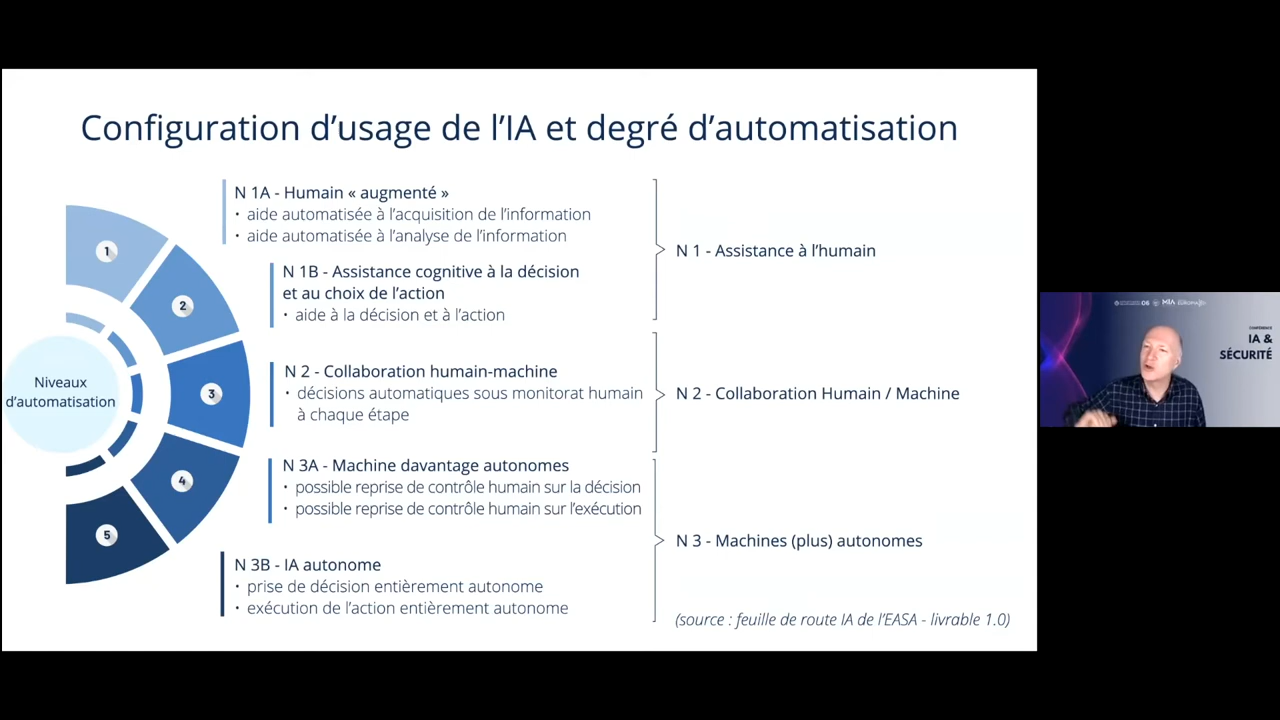 Configuration d’usage de l’IA et degré d’automatisation
N 1A - Humain « augmenté »
• aide automatisée à l’acquisition de l’information
• aide automatisée à l’analyse de l’information
N 1B - Assistance cognitive à la décision
et au choix de l’action
• aide à la décision et à l’action
N 2 - Collaboration humain-machine
• décisions automatiques sous monitorat humain
à chaque étape
N 3A - Machine davantage autonomes
• possible reprise de contrôle humain sur la décision
• possible reprise de contrôle humain sur l’exécution
N 3B - IA autonome
• prise de décision entièrement autonome
• exécution de l’action entièrement autonome
1
2
3
4
5
Niveaux
d’automatisation
N 1 - Assistance à l’humain
N 2 - Collaboration Humain / Machine
N 3 - Machines (plus) autonomes
(source : feuille de route IA de l’EASA - livrable 1.0)
06
MIA
CONFÉRENCE
IA &
SÉCURITÉ